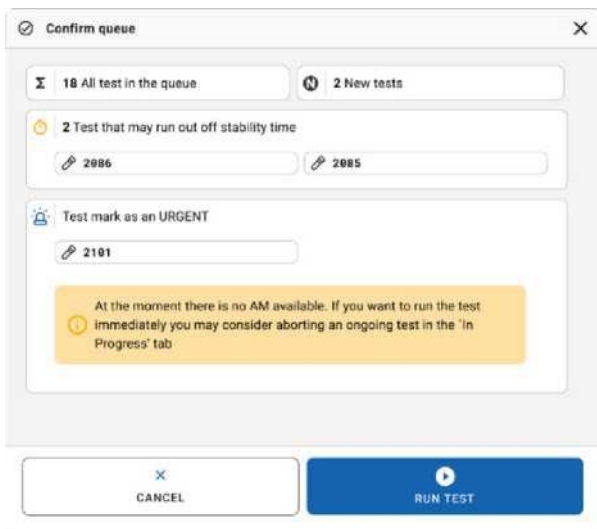 Confirm queue
Σ 18 All test in the queue
N 2 New tests
2 Test that may run out off stability time
2086
2085
Test mark as an URGENT
2101
At the moment there is no AM available. If you want to run the test
immediately you may consider aborting an ongoing test in the `In
Progress' tab
CANCEL
RUN TEST